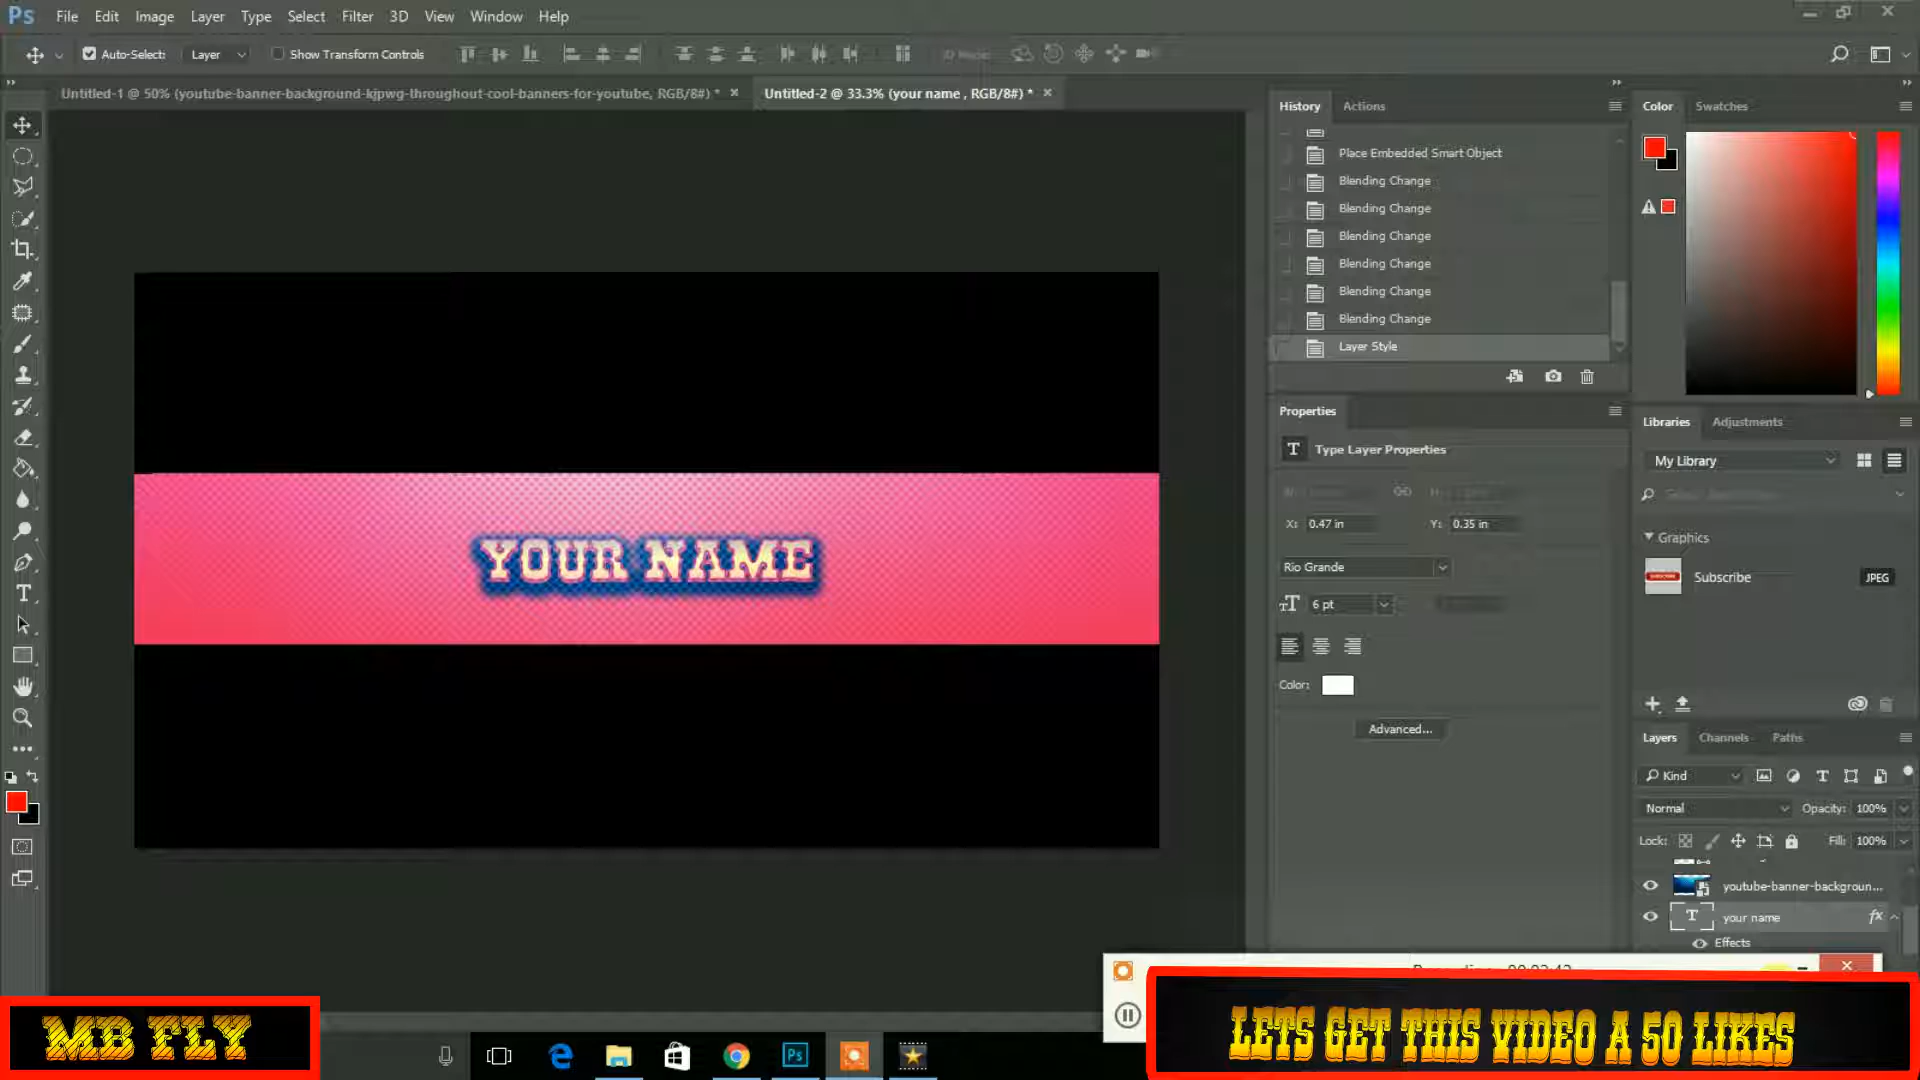 Ps File Edit Image Layer Type Select Filter 3D View Window Help
Auto-Select: Layer Show Transform Controls
Untitled-1 @ 50% (youtube-banner-background-kjpwg-throughout-cool-banners-for-youtube, RGB/8#) * ×
Untitled-2 @ 33.3% (your name , RGB/8#) * ×
History Actions
Place Embedded Smart Object
Blending Change
Blending Change
Blending Change
Blending Change
Blending Change
Blending Change
Layer Style
Properties
T Type Layer Properties
X: 0.47 in Y: 0.35 in
Rio Grande
6 pt
Color:
Advanced...
Color Swatches
Libraries Adjustments
My Library
Graphics
Subscribe JPEG
Layers Channels Paths
Kind
Normal Opacity: 100%
Lock: Fill: 100%
youtube-banner-backgroun...
T your name fx
Effects
YOUR NAME
MB FLY
Ps
LETS GET THIS VIDEO A 50 LIKES